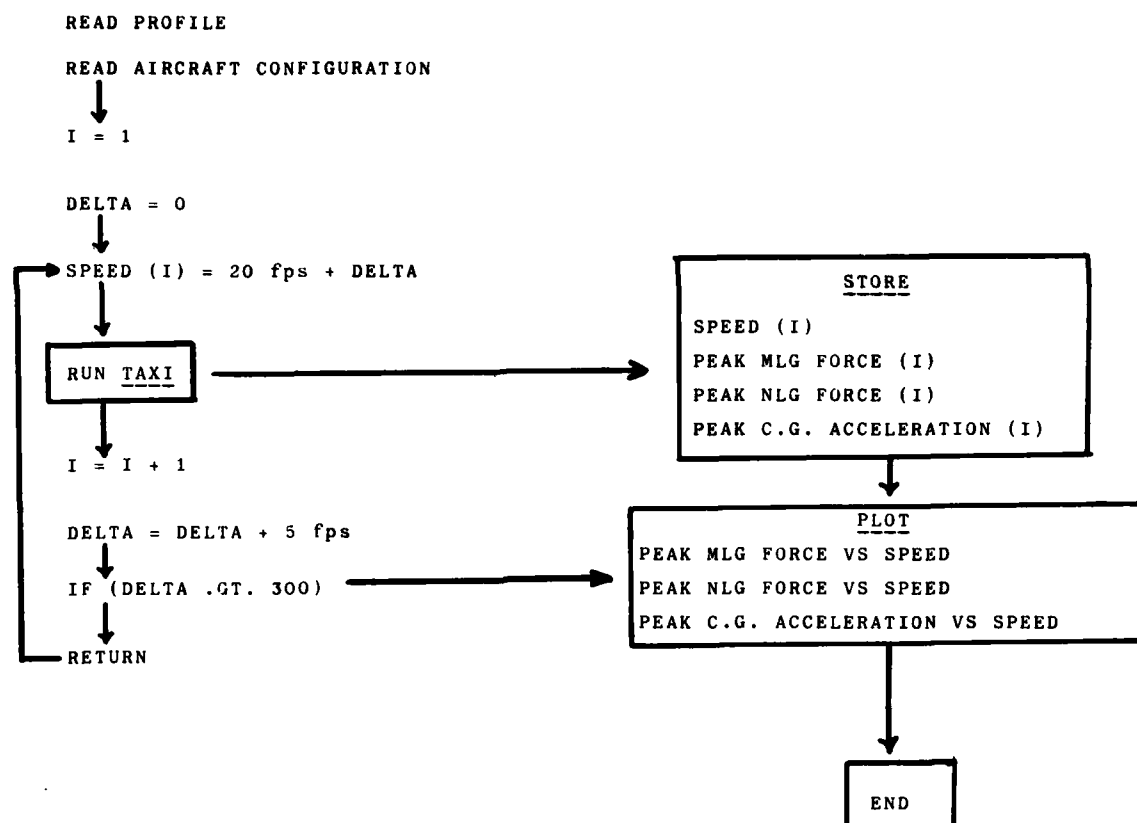 READ PROFILE
READ AIRCRAFT CONFIGURATION
I = 1
DELTA = 0
SPEED (I) = 20 fps + DELTA
RUN TAXI
I = I + 1
DELTA = DELTA + 5 fps
IF (DELTA .GT. 300)
RETURN
STORE
SPEED (I)
PEAK MLG FORCE (I)
PEAK NLG FORCE (I)
PEAK C.G. ACCELERATION (I)
PLOT
PEAK MLG FORCE VS SPEED
PEAK NLG FORCE VS SPEED
PEAK C.G. ACCELERATION VS SPEED
END